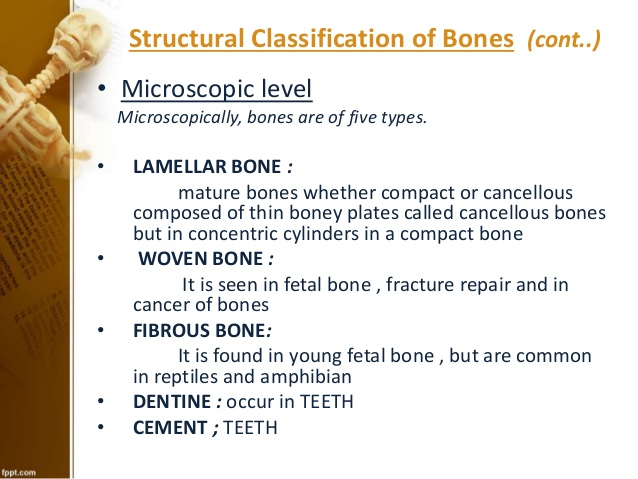 Structural Classification of Bones (cont..)
• Microscopic level
Microscopically, bones are of five types.
• LAMELLAR BONE :
mature bones whether compact or cancellous
composed of thin boney plates called cancellous bones
but in concentric cylinders in a compact bone
• WOVEN BONE :
It is seen in fetal bone , fracture repair and in
cancer of bones
• FIBROUS BONE:
It is found in young fetal bone , but are common
in reptiles and amphibian
• DENTINE : occur in TEETH
• CEMENT ; TEETH
fppt.com